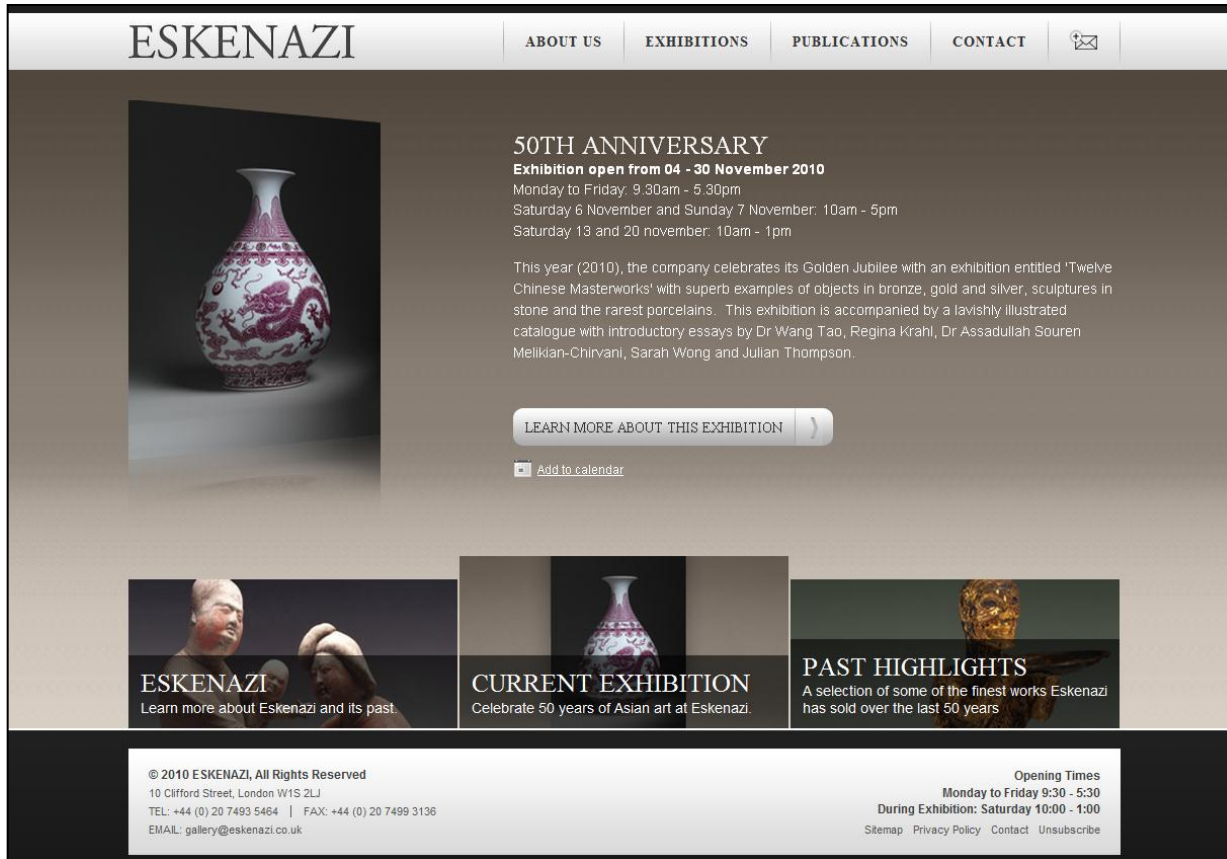 ESKENAZI
ABOUT US
EXHIBITIONS
PUBLICATIONS
CONTACT
50TH ANNIVERSARY
Exhibition open from 04 - 30 November 2010
Monday to Friday: 9.30am - 5.30pm
Saturday 6 November and Sunday 7 November: 10am - 5pm
Saturday 13 and 20 november: 10am - 1pm
This year (2010), the company celebrates its Golden Jubilee with an exhibition entitled 'Twelve
Chinese Masterworks' with superb examples of objects in bronze, gold and silver, sculptures in
stone and the rarest porcelains. This exhibition is accompanied by a lavishly illustrated
catalogue with introductory essays by Dr Wang Tao, Regina Krahl, Dr Assadullah Souren
Melikian-Chirvani, Sarah Wong and Julian Thompson.
LEARN MORE ABOUT THIS EXHIBITION
Add to calendar
ESKENAZI
Learn more about Eskenazi and its past.
CURRENT EXHIBITION
Celebrate 50 years of Asian art at Eskenazi.
PAST HIGHLIGHTS
A selection of some of the finest works Eskenazi
has sold over the last 50 years
© 2010 ESKENAZI, All Rights Reserved
10 Clifford Street, London W1S 2LJ
TEL: +44 (0) 20 7493 5464 | FAX: +44 (0) 20 7499 3136
EMAIL: gallery@eskenazi.co.uk
Opening Times
Monday to Friday 9:30 - 5:30
During Exhibition: Saturday 10:00 - 1:00
Sitemap Privacy Policy Contact Unsubscribe